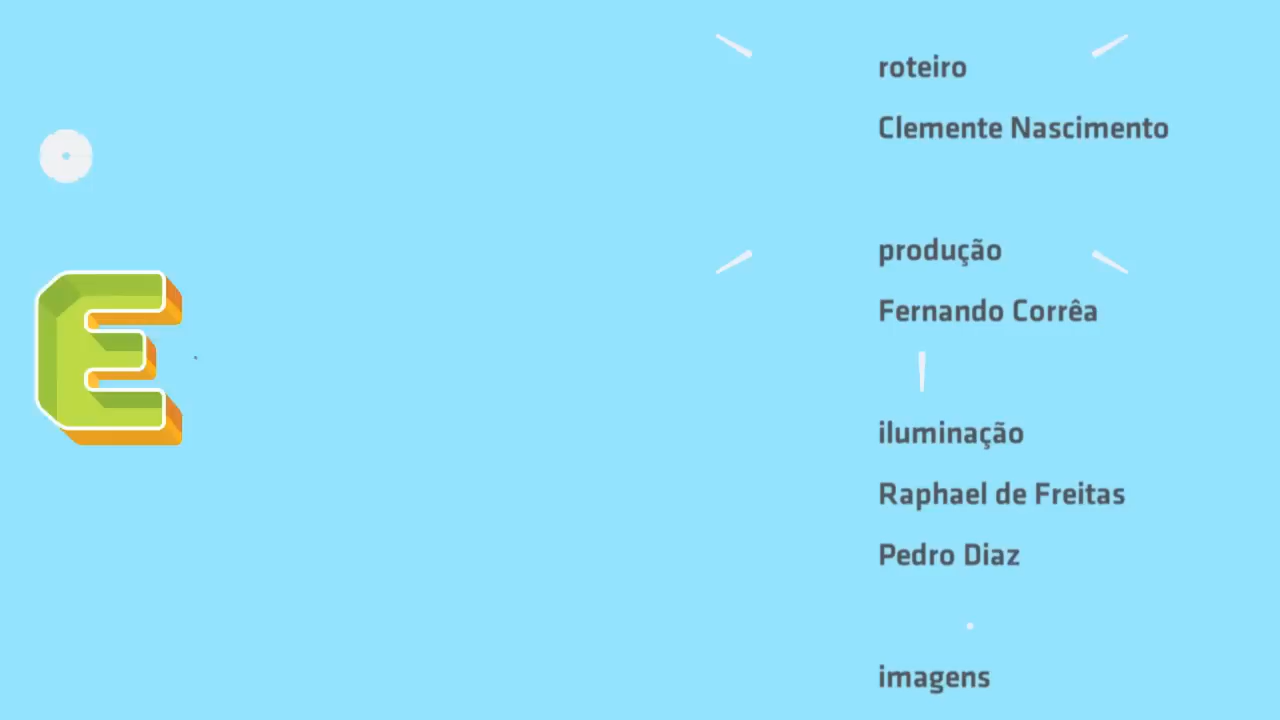 E
roteiro
Clemente Nascimento
produção
Fernando Corrêa
iluminação
Raphael de Freitas
Pedro Diaz
imagens